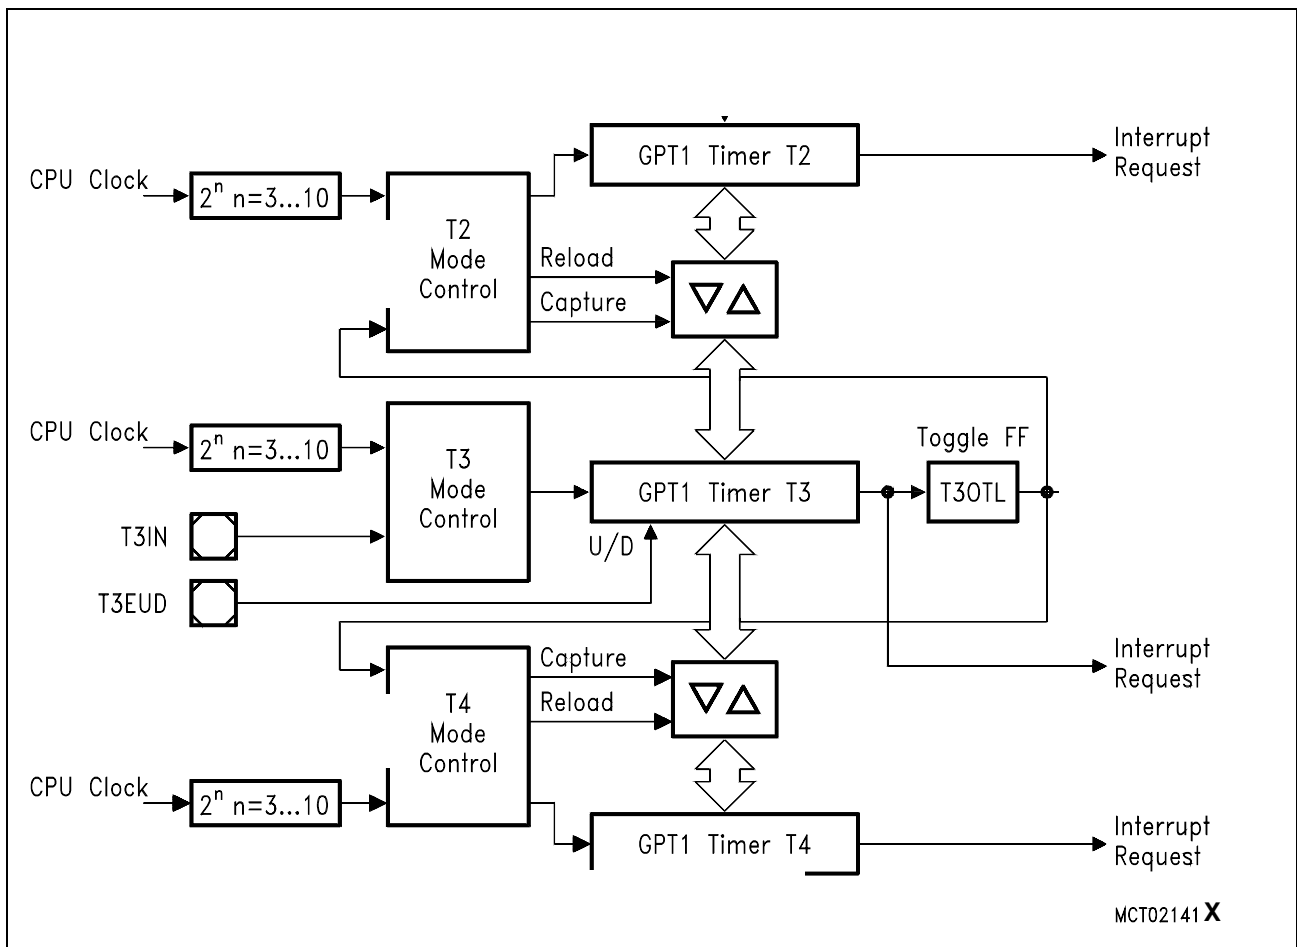 GPT1 Timer T2
Interrupt
Request
CPU Clock
2ⁿ n=3...10
T2
Mode
Control
Reload
Capture
CPU Clock
2ⁿ n=3...10
T3
Mode
Control
GPT1 Timer T3
Toggle FF
T3OTL
T3IN
U/D
T3EUD
Interrupt
Request
T4
Mode
Control
Capture
Reload
CPU Clock
2ⁿ n=3...10
GPT1 Timer T4
Interrupt
Request
MCT02141X